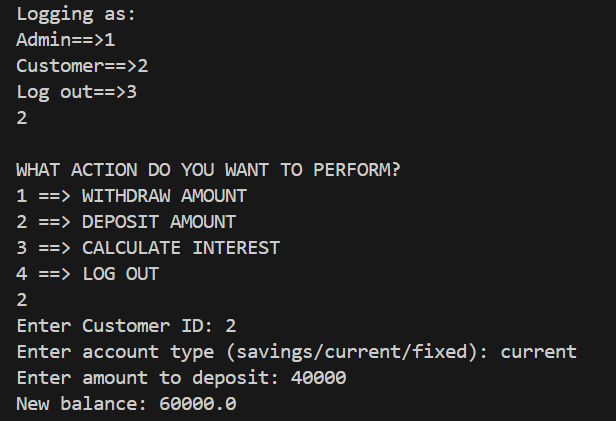 Logging as:
Admin==>1
Customer==>2
Log out==>3
2
WHAT ACTION DO YOU WANT TO PERFORM?
1 ==> WITHDRAW AMOUNT
2 ==> DEPOSIT AMOUNT
3 ==> CALCULATE INTEREST
4 ==> LOG OUT
2
Enter Customer ID: 2
Enter account type (savings/current/fixed): current
Enter amount to deposit: 40000
New balance: 60000.0